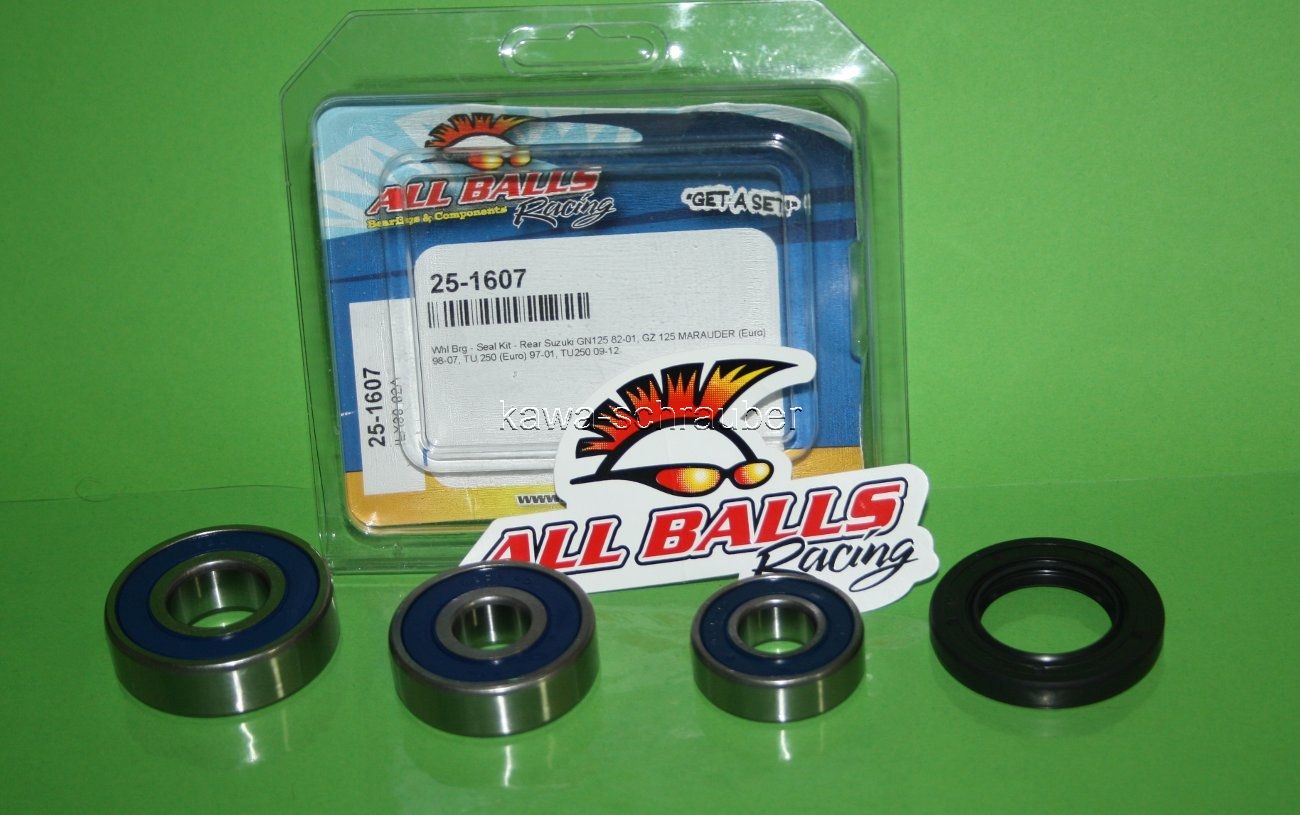 ALL BALLS
Racing
Bearings & Components
"GET A SET!"
25-1607
Whl Brg - Seal Kit - Rear Suzuki GN125 82-01, GZ 125 MARAUDER (Euro)
98-07, TU 250 (Euro) 97-01, TU250 09-12
25-1607
www.
kawa-schrauber
ALL BALLS
Racing